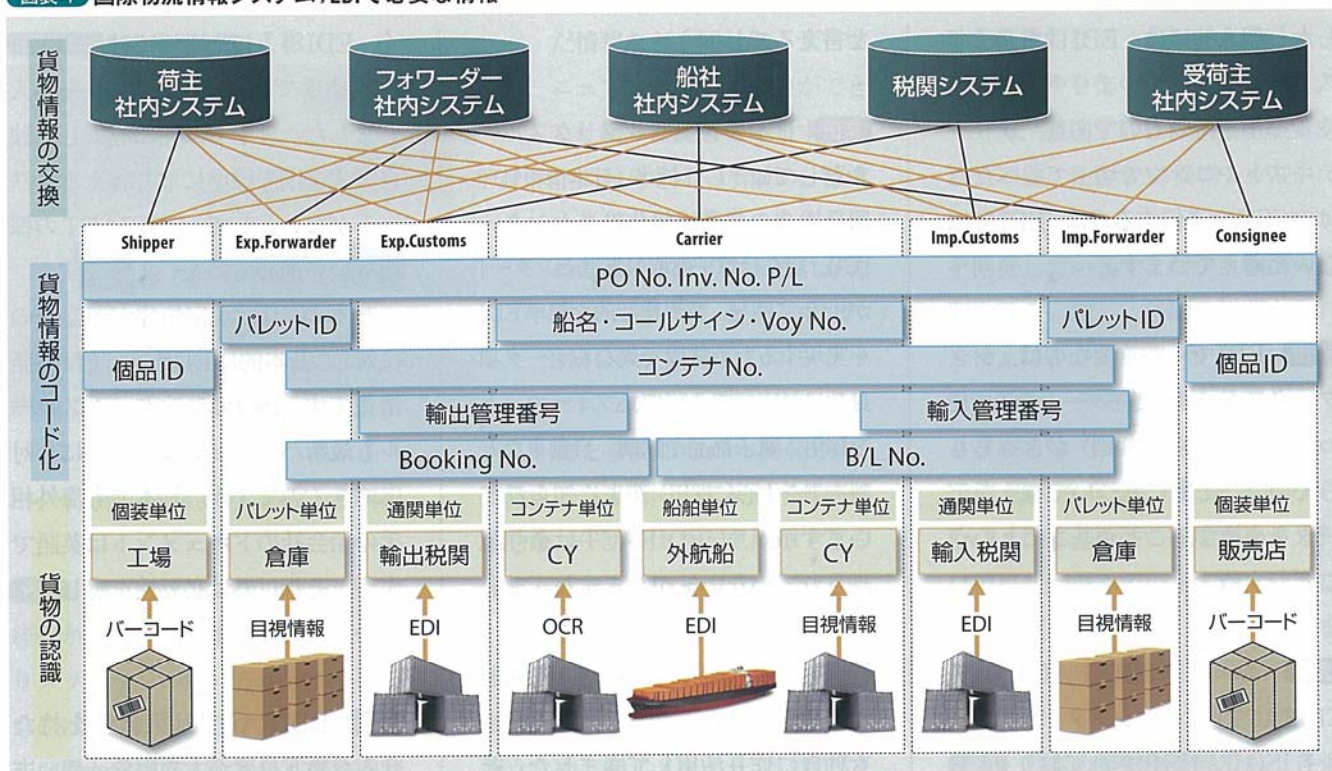 国際物流情報システム/EDIで必要な情報
貨物情報の交換
荷主
社内システム
フォワーダー
社内システム
船社
社内システム
税関システム
受荷主
社内システム
貨物情報のコード化
Shipper
Exp.Forwarder
Exp.Customs
Carrier
Imp.Customs
Imp.Forwarder
Consignee
PO No. Inv. No. P/L
パレットID
船名・コールサイン・Voy No.
パレットID
個品ID
コンテナ No.
個品ID
輸出管理番号
輸入管理番号
Booking No.
B/L No.
貨物の認識
個装単位
パレット単位
通関単位
コンテナ単位
船舶単位
コンテナ単位
通関単位
パレット単位
個装単位
工場
倉庫
輸出税関
CY
外航船
CY
輸入税関
倉庫
販売店
バーコード
目視情報
EDI
OCR
EDI
目視情報
EDI
目視情報
バーコード